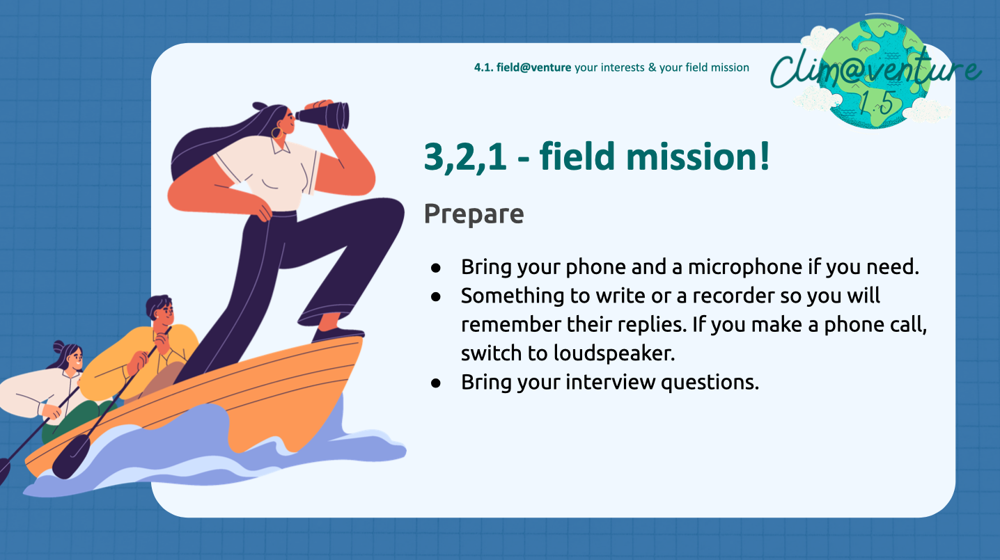 4.1. field@venture your interests & your field mission
Clim@venture
1.5
3,2,1 - field mission!
Prepare
● Bring your phone and a microphone if you need.
● Something to write or a recorder so you will
remember their replies. If you make a phone call,
switch to loudspeaker.
● Bring your interview questions.